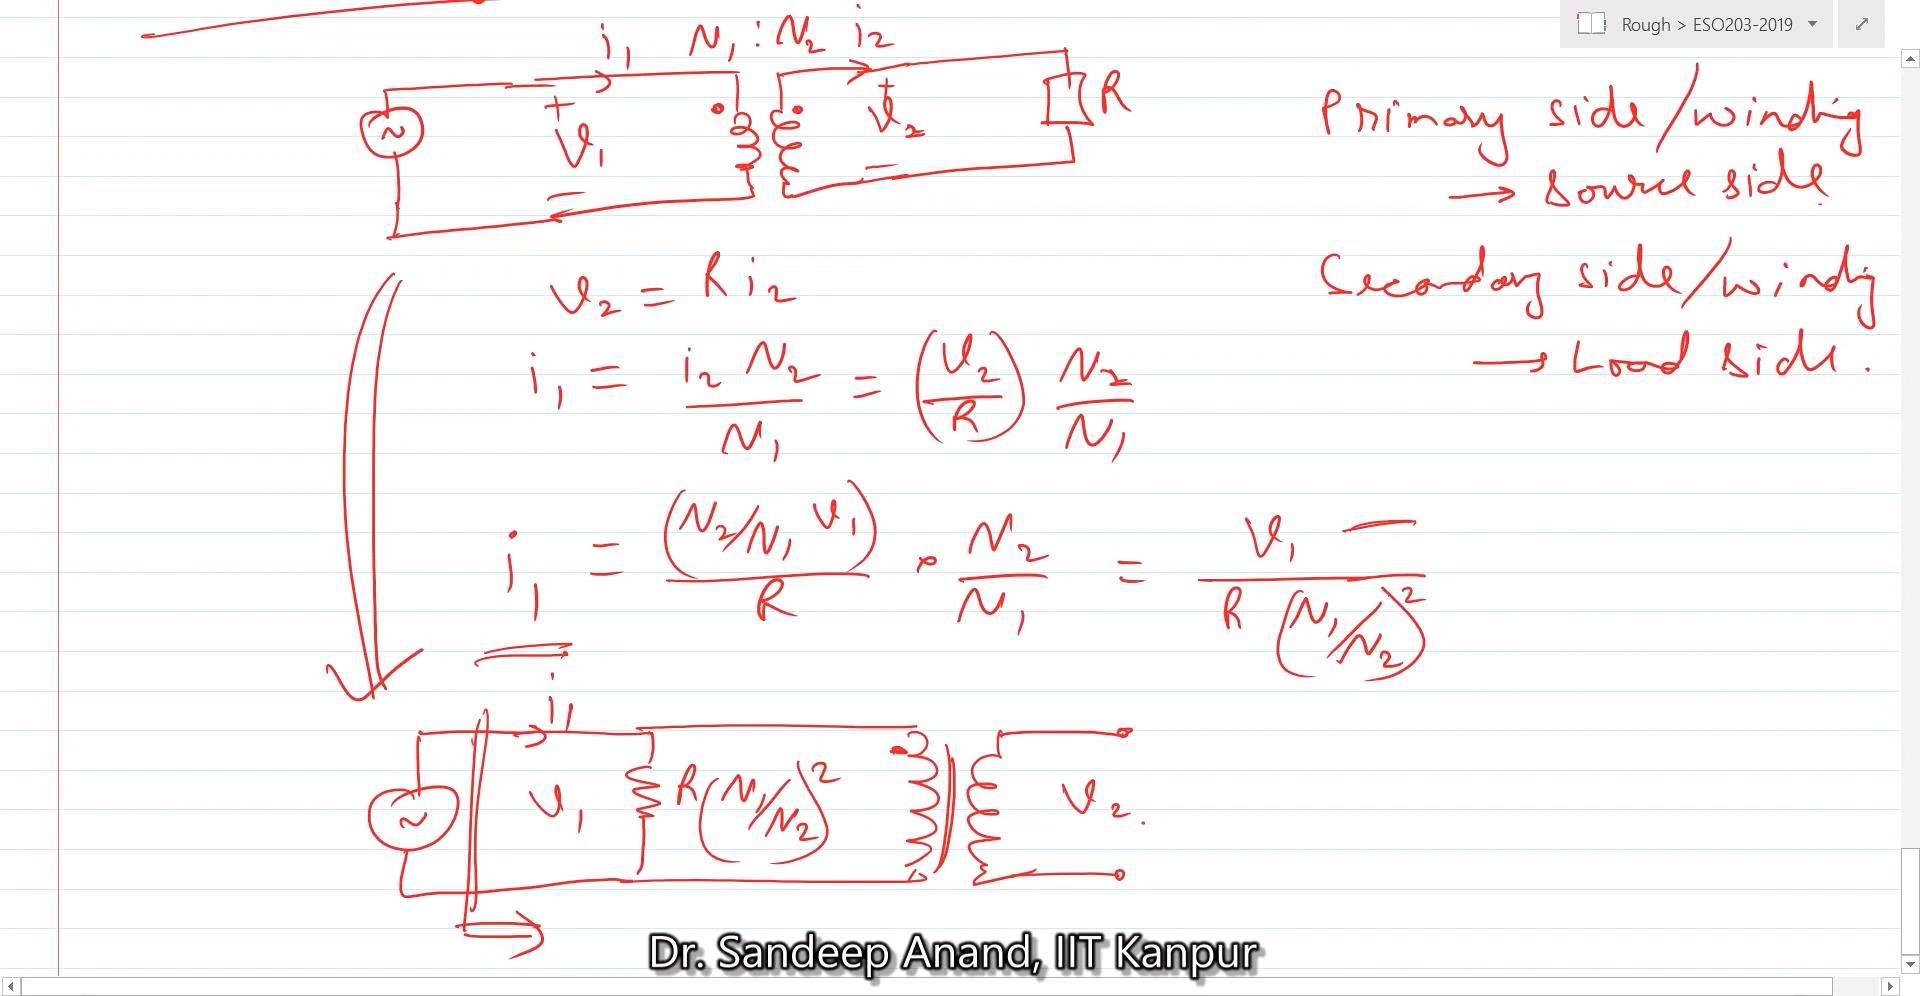 Rough > ESO203-2019
i₁ N₁ : N₂ i₂
+ + R
V₁ V₂
Primary side/winding
→ Source side.
Secondary side/winding
→ Load side.
V₂ = R i₂
i₁ = i₂ N₂ / N₁ = (V₂ / R) N₂ / N₁
i₁ = (N₂/N₁ V₁) / R . N₂ / N₁ = V₁ / R (N₁/N₂)²
i₁
V₁ R (N₁/N₂)² V₂.
Dr. Sandeep Anand, IIT Kanpur